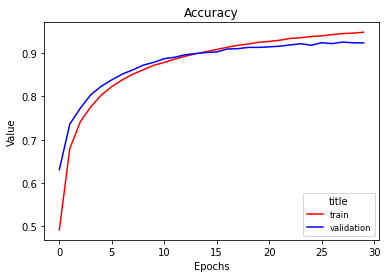 Accuracy
Value
0.9
0.8
0.7
0.6
0.5
0 5 10 15 20 25 30
Epochs
title
train
validation